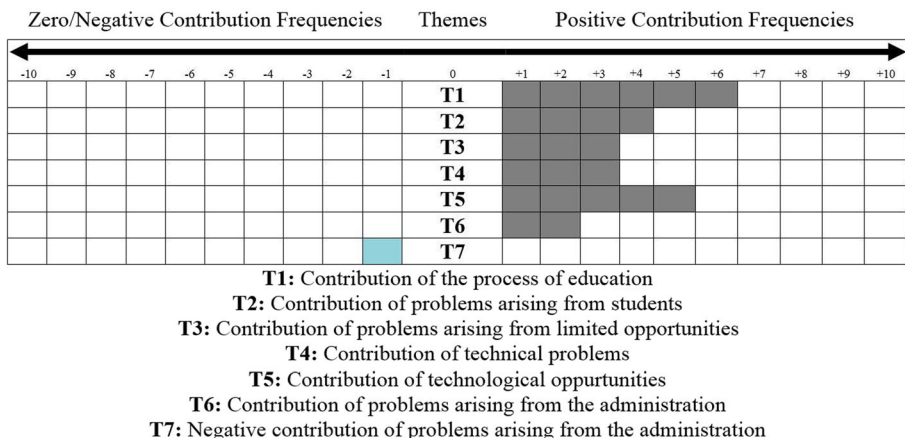 Zero/Negative Contribution Frequencies Themes Positive Contribution Frequencies
-10 -9 -8 -7 -6 -5 -4 -3 -2 -1 0 +1 +2 +3 +4 +5 +6 +7 +8 +9 +10
T1
T2
T3
T4
T5
T6
T7
T1: Contribution of the process of education
T2: Contribution of problems arising from students
T3: Contribution of problems arising from limited opportunities
T4: Contribution of technical problems
T5: Contribution of technological oppurtunities
T6: Contribution of problems arising from the administration
T7: Negative contribution of problems arising from the administration